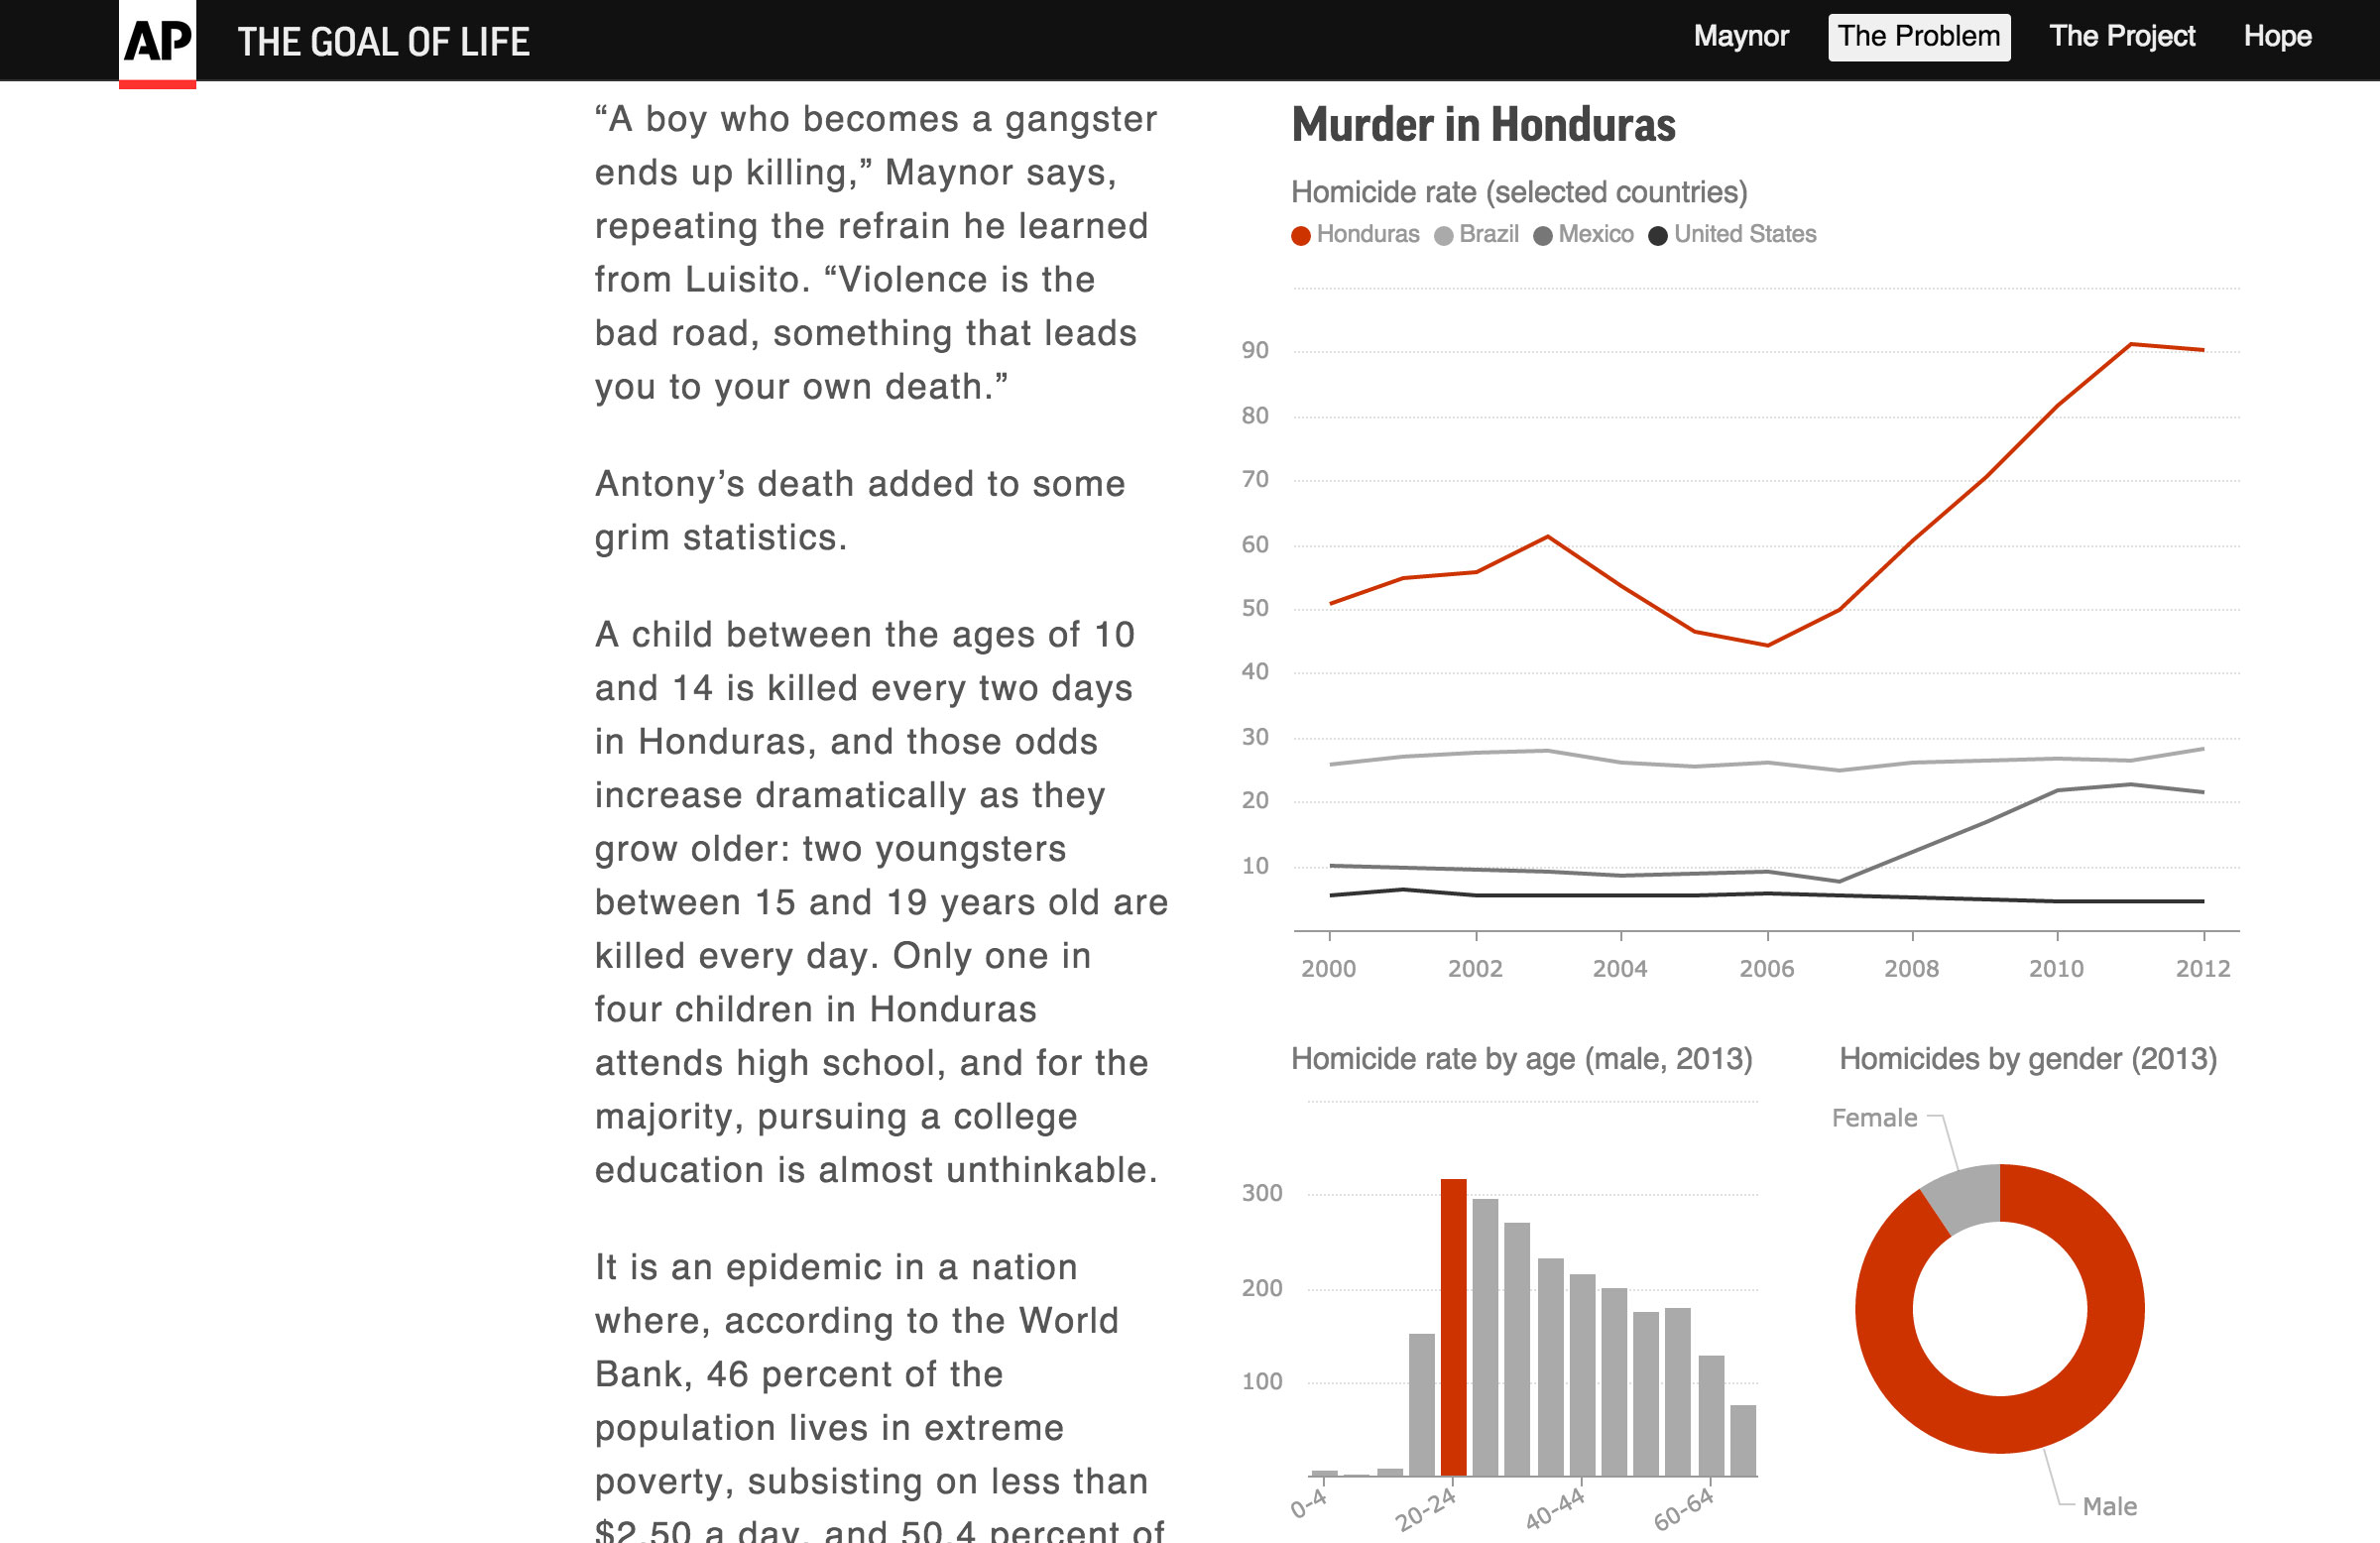 AP THE GOAL OF LIFE Maynor The Problem The Project Hope
“A boy who becomes a gangster
ends up killing,” Maynor says,
repeating the refrain he learned
from Luisito. “Violence is the
bad road, something that leads
you to your own death.”
Antony’s death added to some
grim statistics.
A child between the ages of 10
and 14 is killed every two days
in Honduras, and those odds
increase dramatically as they
grow older: two youngsters
between 15 and 19 years old are
killed every day. Only one in
four children in Honduras
attends high school, and for the
majority, pursuing a college
education is almost unthinkable.
It is an epidemic in a nation
where, according to the World
Bank, 46 percent of the
population lives in extreme
poverty, subsisting on less than
$2.50 a day, and 50.4 percent of
Murder in Honduras
Homicide rate (selected countries)
Honduras Brazil Mexico United States
90
80
70
60
50
40
30
20
10
2000 2002 2004 2006 2008 2010 2012
Homicide rate by age (male, 2013)
300
200
100
0-4 20-24 40-44 60-64
Homicides by gender (2013)
Female
Male